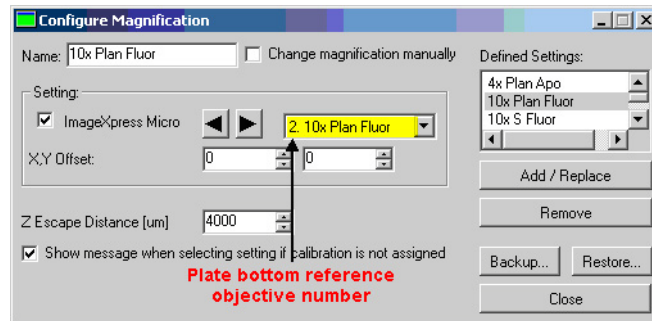 Configure Magnification
Name: 10x Plan Fluor
Change magnification manually
Defined Settings:
4x Plan Apo
10x Plan Fluor
10x S Fluor
Setting:
ImageXpress Micro
2. 10x Plan Fluor
X,Y Offset: 0 0
Add / Replace
Z Escape Distance [um] 4000
Remove
Show message when selecting setting if calibration is not assigned
Backup... Restore...
Plate bottom reference
objective number
Close